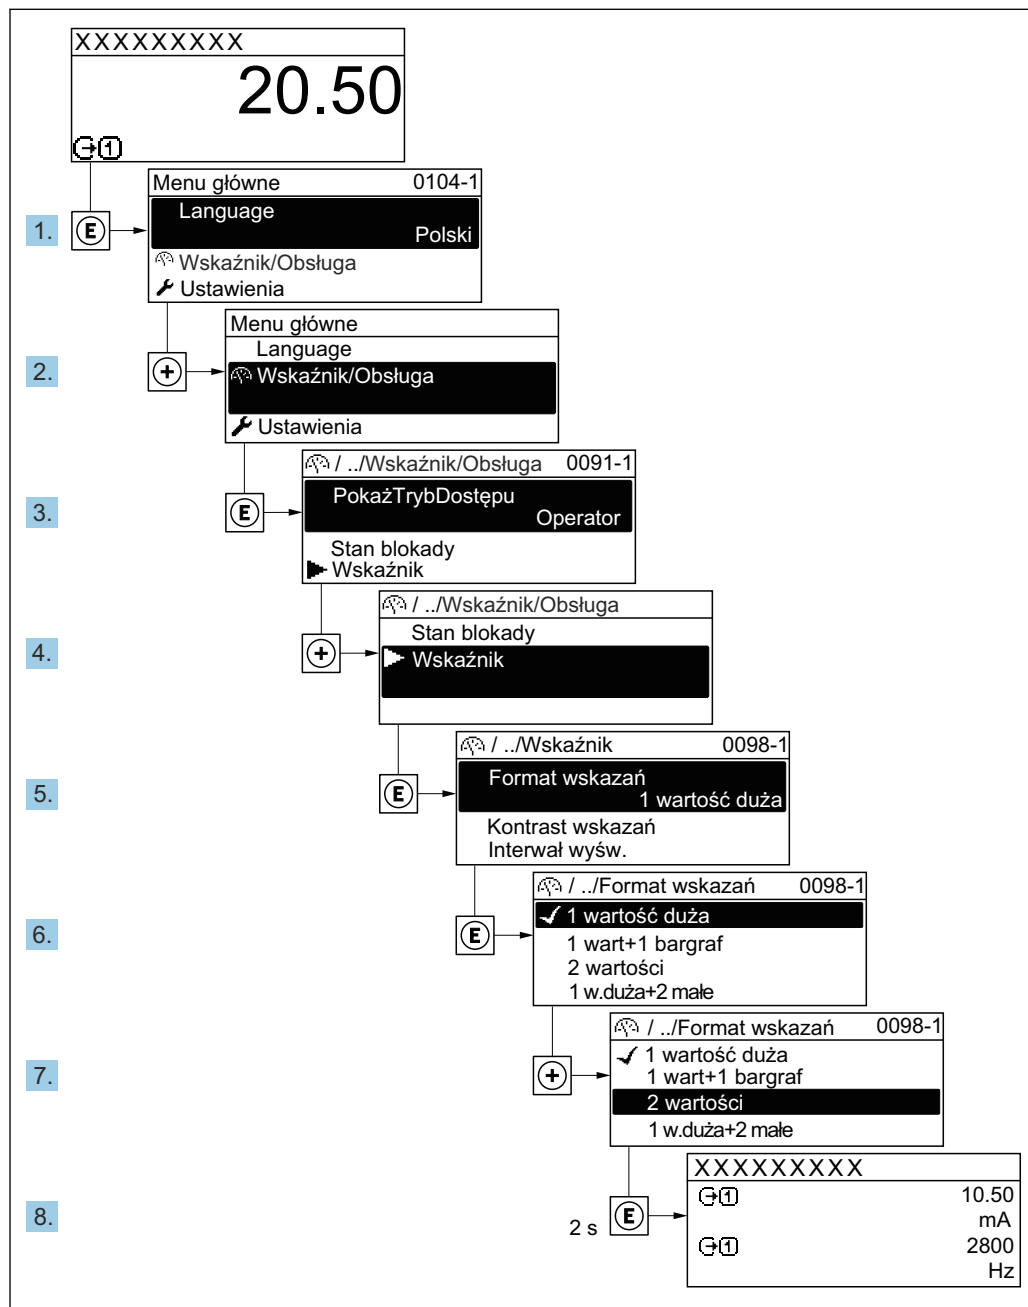 XXXXXXXXX
20.50
1
1.
E
Menu główne 0104-1
Language
Polski
Wskaźnik/Obsługa
Ustawienia
2.
+
Menu główne
Language
Wskaźnik/Obsługa
Ustawienia
3.
E
/ ../Wskaźnik/Obsługa 0091-1
PokażTrybDostępu
Operator
Stan blokady
Wskaźnik
4.
+
/ ../Wskaźnik/Obsługa
Stan blokady
Wskaźnik
5.
E
/ ../Wskaźnik 0098-1
Format wskazań
1 wartość duża
Kontrast wskazań
Interwał wyśw.
6.
E
/ ../Format wskazań 0098-1
1 wartość duża
1 wart+1 bargraf
2 wartości
1 w.duża+2 małe
7.
+
/ ../Format wskazań 0098-1
1 wartość duża
1 wart+1 bargraf
2 wartości
1 w.duża+2 małe
8.
2 s
E
XXXXXXXXX
1 10.50
mA
1 2800
Hz